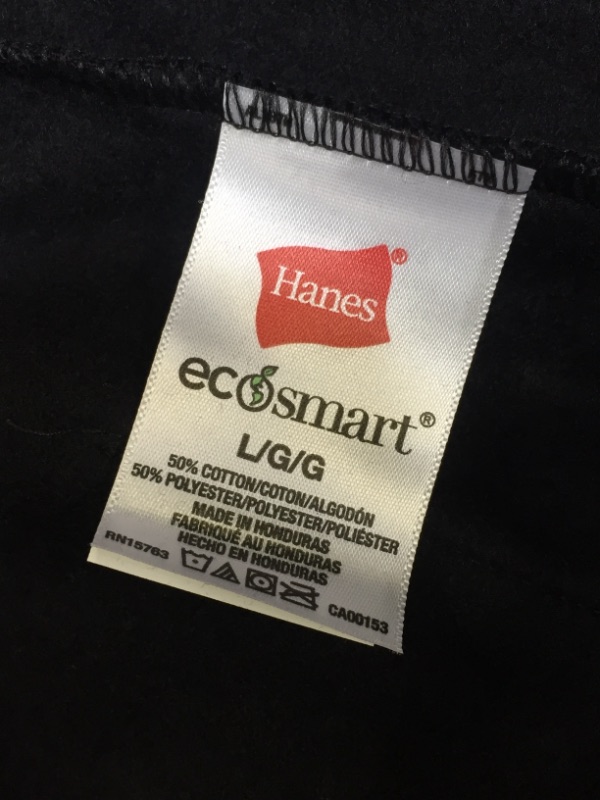 Hanes®
ecosmart®
L/G/G
50% COTTON/COTON/ALGODÓN
50% POLYESTER/POLYESTER/POLIÉSTER
MADE IN HONDURAS
FABRIQUÉ AU HONDURAS
HECHO EN HONDURAS
RN15763
CA00153